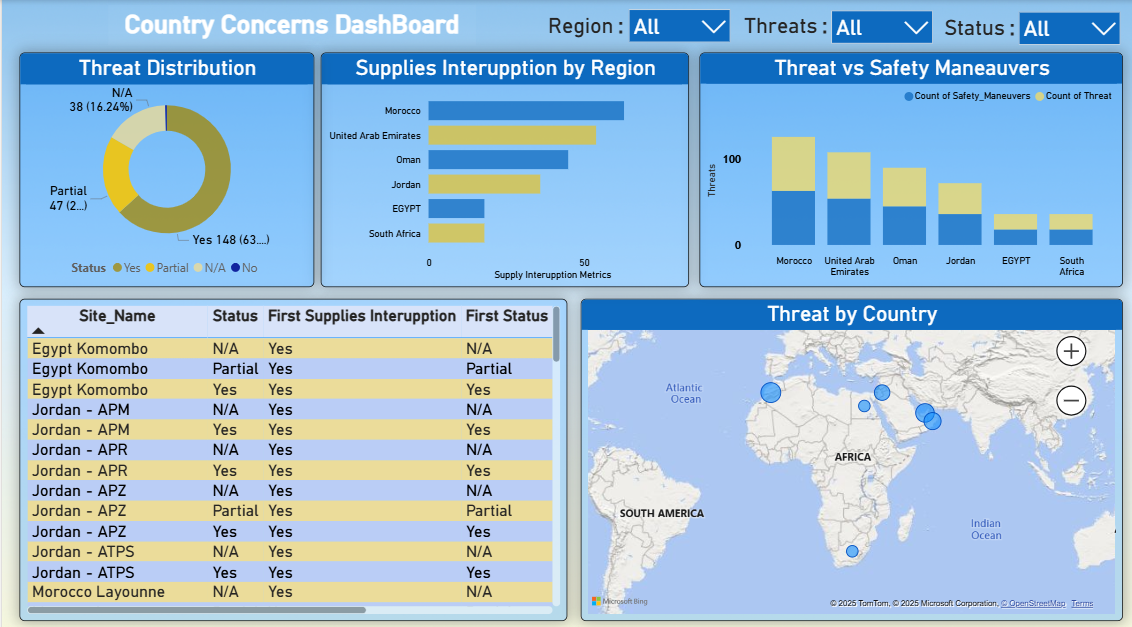 Country Concerns DashBoard
Region : All
Threats : All
Status : All
Threat Distribution
N/A
38 (16.24%)
Partial
47 (2...)
Yes 148 (63....)
Status Yes Partial N/A No
Supplies Interupption by Region
Morocco
United Arab Emirates
Oman
Jordan
EGYPT
South Africa
0 50
Supply Interupption Metrics
Threat vs Safety Maneauvers
Count of Safety_Maneuvers Count of Threat
Threats
100
0
Morocco
United Arab
Emirates
Oman
Jordan
EGYPT
South
Africa
Site_Name Status First Supplies Interupption First Status
Egypt Komombo N/A Yes N/A
Egypt Komombo Partial Yes Partial
Egypt Komombo Yes Yes Yes
Jordan - APM N/A Yes N/A
Jordan - APM Yes Yes Yes
Jordan - APR N/A Yes N/A
Jordan - APR Yes Yes Yes
Jordan - APZ N/A Yes N/A
Jordan - APZ Partial Yes Partial
Jordan - APZ Yes Yes Yes
Jordan - ATPS N/A Yes N/A
Jordan - ATPS Yes Yes Yes
Morocco Layounne N/A Yes N/A
Threat by Country
Atlantic
Ocean
AFRICA
SOUTH AMERICA
Indian
Ocean
Microsoft Bing
© 2025 TomTom, © 2025 Microsoft Corporation, © OpenStreetMap Terms